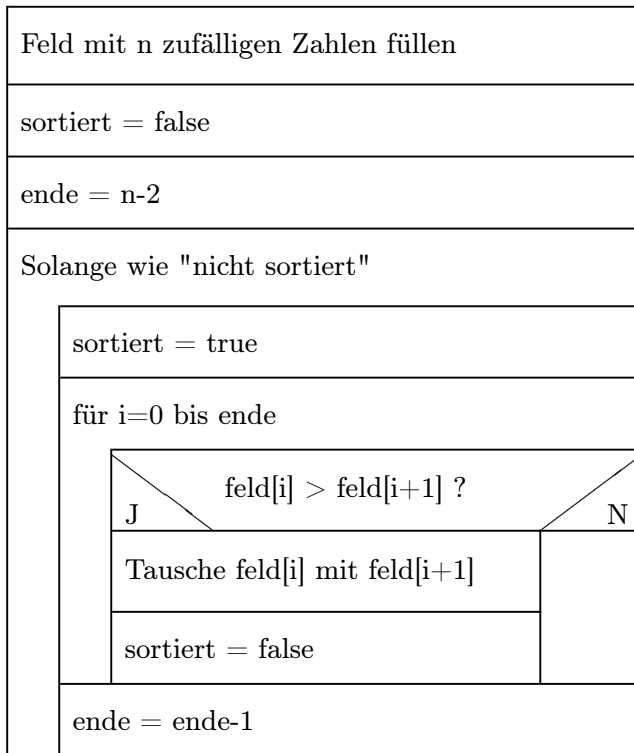 Feld mit n zufälligen Zahlen füllen
sortiert = false
ende = n-2
Solange wie "nicht sortiert"
sortiert = true
für i=0 bis ende
feld[i] > feld[i+1] ?
J
N
Tausche feld[i] mit feld[i+1]
sortiert = false
ende = ende-1